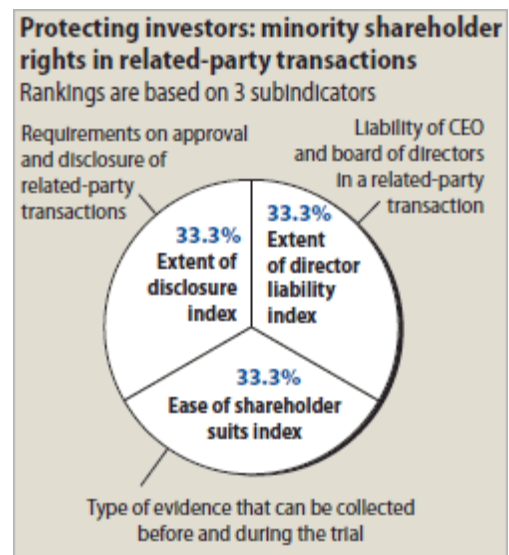 Protecting investors: minority shareholder
rights in related-party transactions
Rankings are based on 3 subindicators
Requirements on approval
and disclosure of
related-party
transactions
Liability of CEO
and board of directors
in a related-party
transaction
33.3%
Extent of
disclosure
index
33.3%
Extent
of director
liability
index
33.3%
Ease of shareholder
suits index
Type of evidence that can be collected
before and during the trial